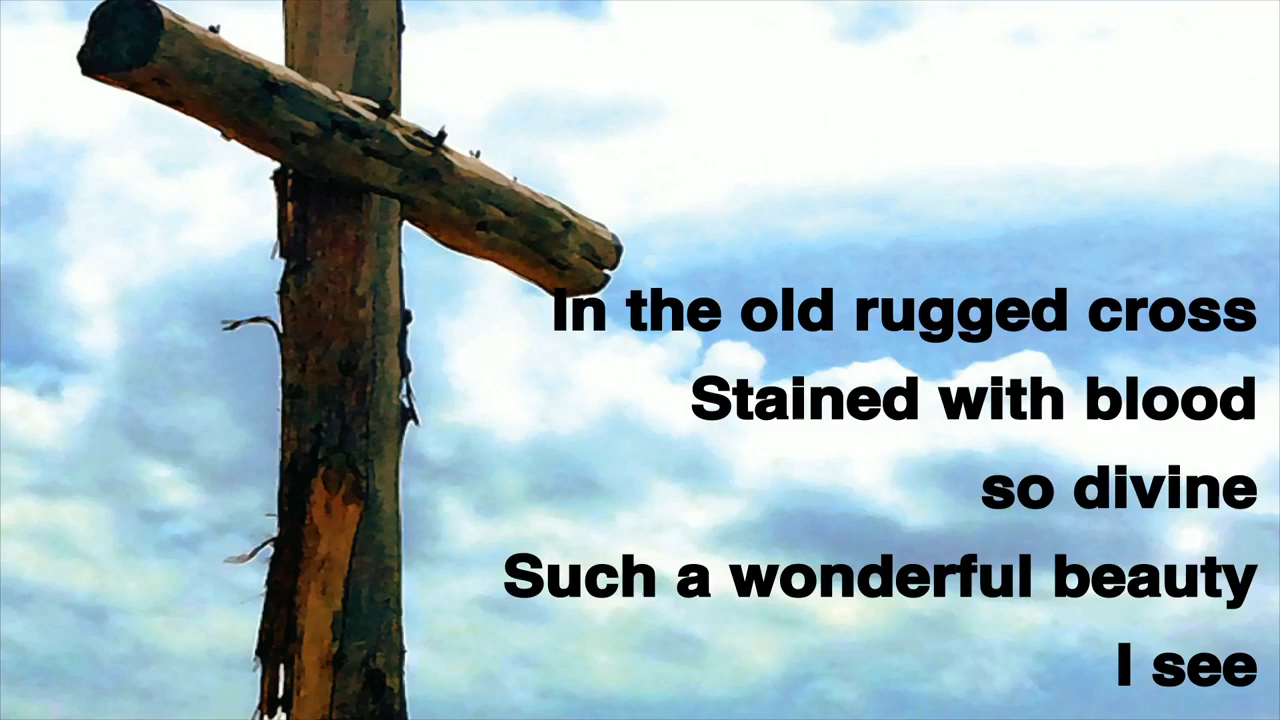 In the old rugged cross
Stained with blood
so divine
Such a wonderful beauty
I see